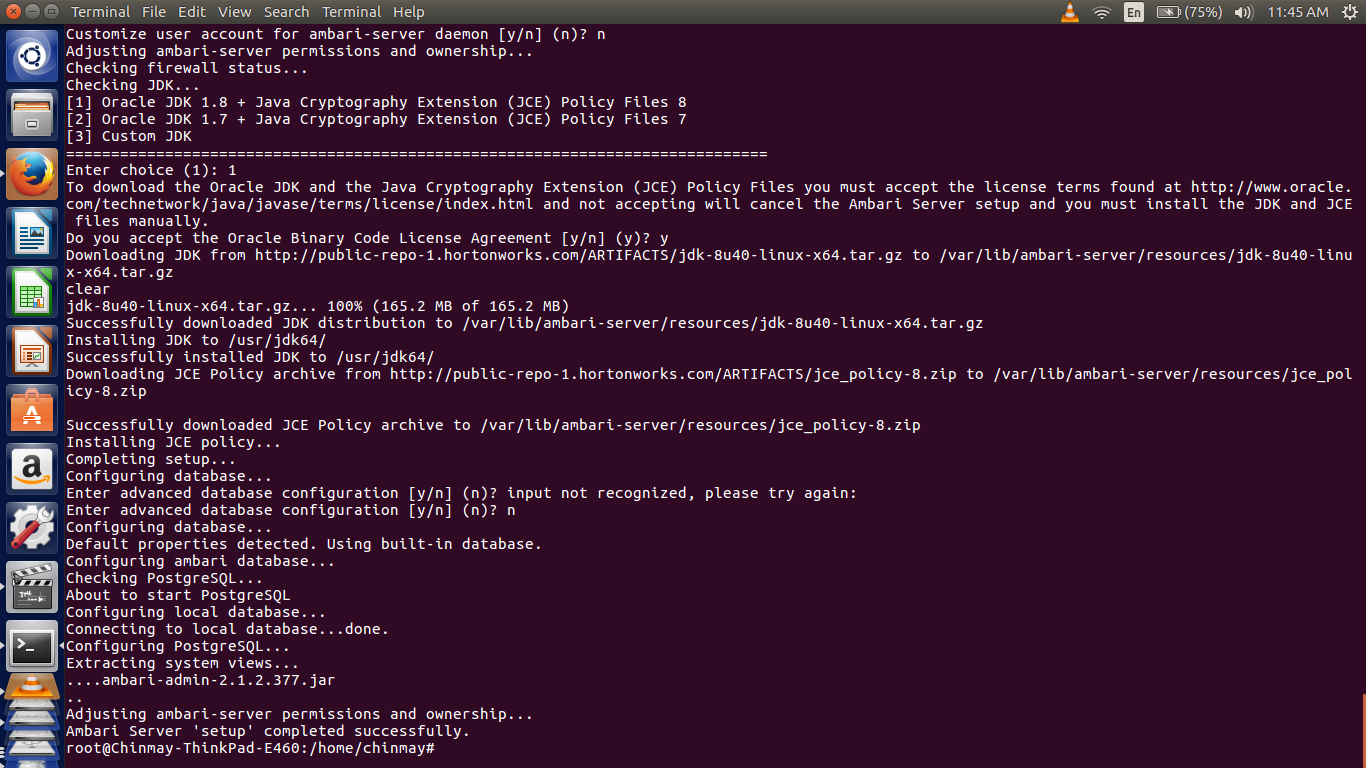 Terminal File Edit View Search Terminal Help En (75%) 11:45 AM
Customize user account for ambari-server daemon [y/n] (n)? n
Adjusting ambari-server permissions and ownership...
Checking firewall status...
Checking JDK...
[1] Oracle JDK 1.8 + Java Cryptography Extension (JCE) Policy Files 8
[2] Oracle JDK 1.7 + Java Cryptography Extension (JCE) Policy Files 7
[3] Custom JDK
==============================================================================
Enter choice (1): 1
To download the Oracle JDK and the Java Cryptography Extension (JCE) Policy Files you must accept the license terms found at http://www.oracle.
com/technetwork/java/javase/terms/license/index.html and not accepting will cancel the Ambari Server setup and you must install the JDK and JCE
 files manually.
Do you accept the Oracle Binary Code License Agreement [y/n] (y)? y
Downloading JDK from http://public-repo-1.hortonworks.com/ARTIFACTS/jdk-8u40-linux-x64.tar.gz to /var/lib/ambari-server/resources/jdk-8u40-linu
x-x64.tar.gz
clear
jdk-8u40-linux-x64.tar.gz... 100% (165.2 MB of 165.2 MB)
Successfully downloaded JDK distribution to /var/lib/ambari-server/resources/jdk-8u40-linux-x64.tar.gz
Installing JDK to /usr/jdk64/
Successfully installed JDK to /usr/jdk64/
Downloading JCE Policy archive from http://public-repo-1.hortonworks.com/ARTIFACTS/jce_policy-8.zip to /var/lib/ambari-server/resources/jce_pol
icy-8.zip

Successfully downloaded JCE Policy archive to /var/lib/ambari-server/resources/jce_policy-8.zip
Installing JCE policy...
Completing setup...
Configuring database...
Enter advanced database configuration [y/n] (n)? input not recognized, please try again:
Enter advanced database configuration [y/n] (n)? n
Configuring database...
Default properties detected. Using built-in database.
Configuring ambari database...
Checking PostgreSQL...
About to start PostgreSQL
Configuring local database...
Connecting to local database...done.
Configuring PostgreSQL...
Extracting system views...
....ambari-admin-2.1.2.377.jar
..
Adjusting ambari-server permissions and ownership...
Ambari Server 'setup' completed successfully.
root@Chinmay-ThinkPad-E460:/home/chinmay#